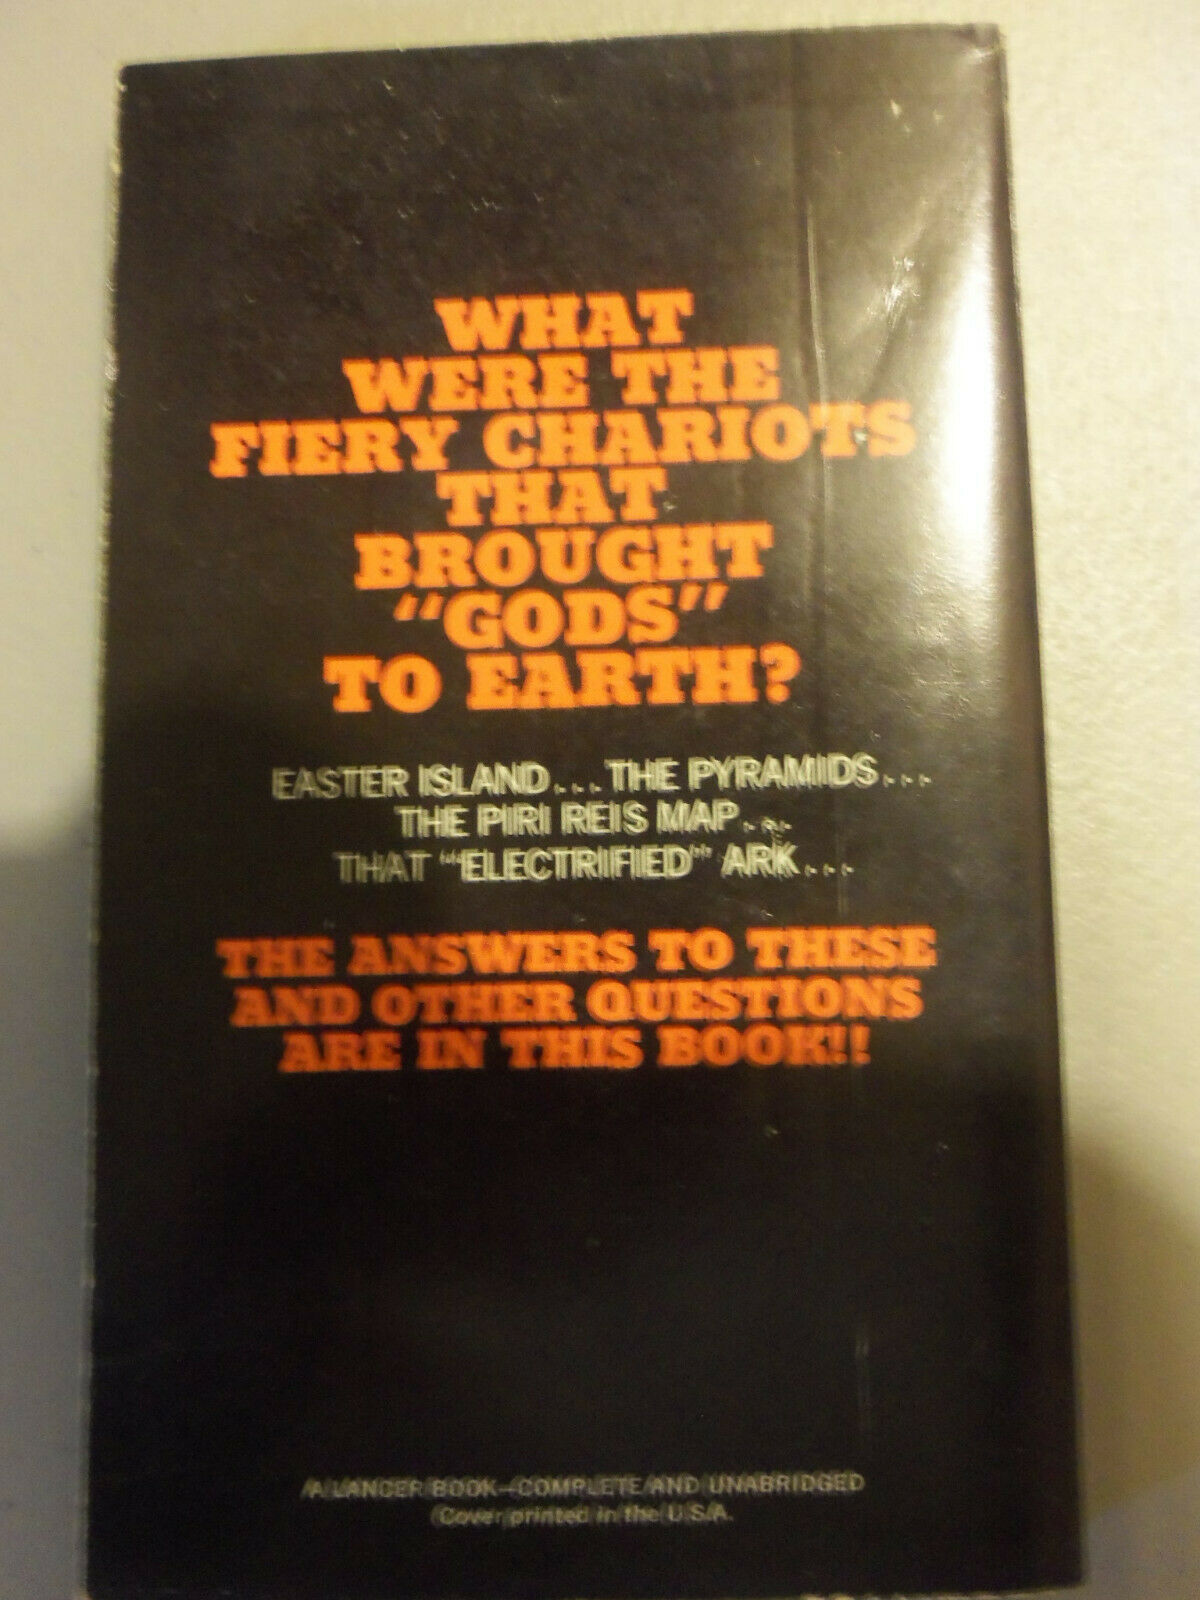 WHAT
WERE THE
FIERY CHARIOTS
THAT
BROUGHT
"GODS"
TO EARTH?
EASTER ISLAND...THE PYRAMIDS...
THE PIRI REIS MAP...
THAT "ELECTRIFIED" ARK...
THE ANSWERS TO THESE
AND OTHER QUESTIONS
ARE IN THIS BOOK!!
A LANCER BOOK—COMPLETE AND UNABRIDGED
Cover printed in the U.S.A.